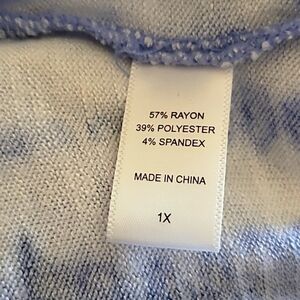 57% RAYON
39% POLYESTER
4% SPANDEX
MADE IN CHINA
1X